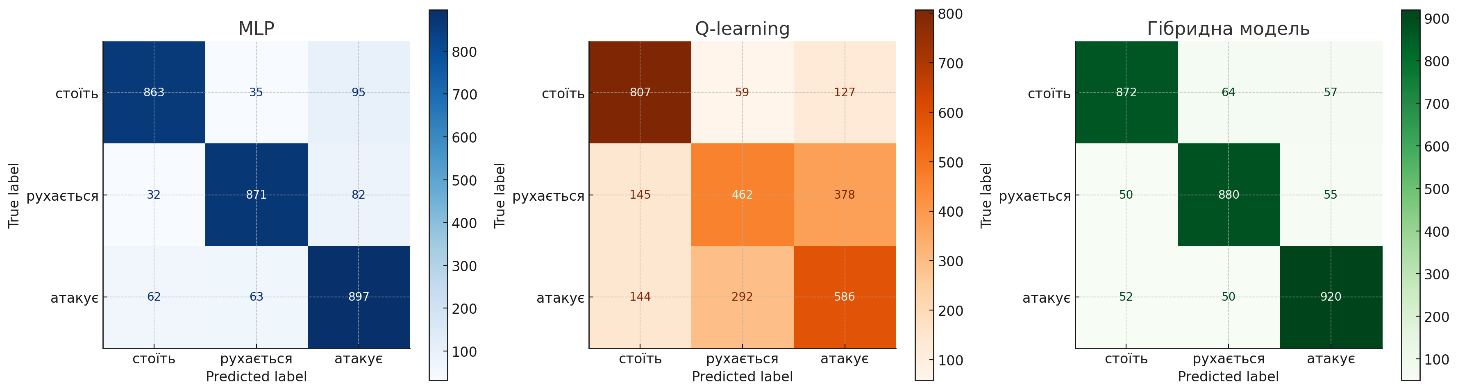 MLP
True label
стоїть
рухається
атакує
863 35 95
32 871 82
62 63 897
стоїть рухається атакує
Predicted label
800
700
600
500
400
300
200
100
Q-learning
True label
стоїть
рухається
атакує
807 59 127
145 462 378
144 292 586
стоїть рухається атакує
Predicted label
800
700
600
500
400
300
200
100
Гібридна модель
True label
стоїть
рухається
атакує
872 64 57
50 880 55
52 50 920
стоїть рухається атакує
Predicted label
900
800
700
600
500
400
300
200
100